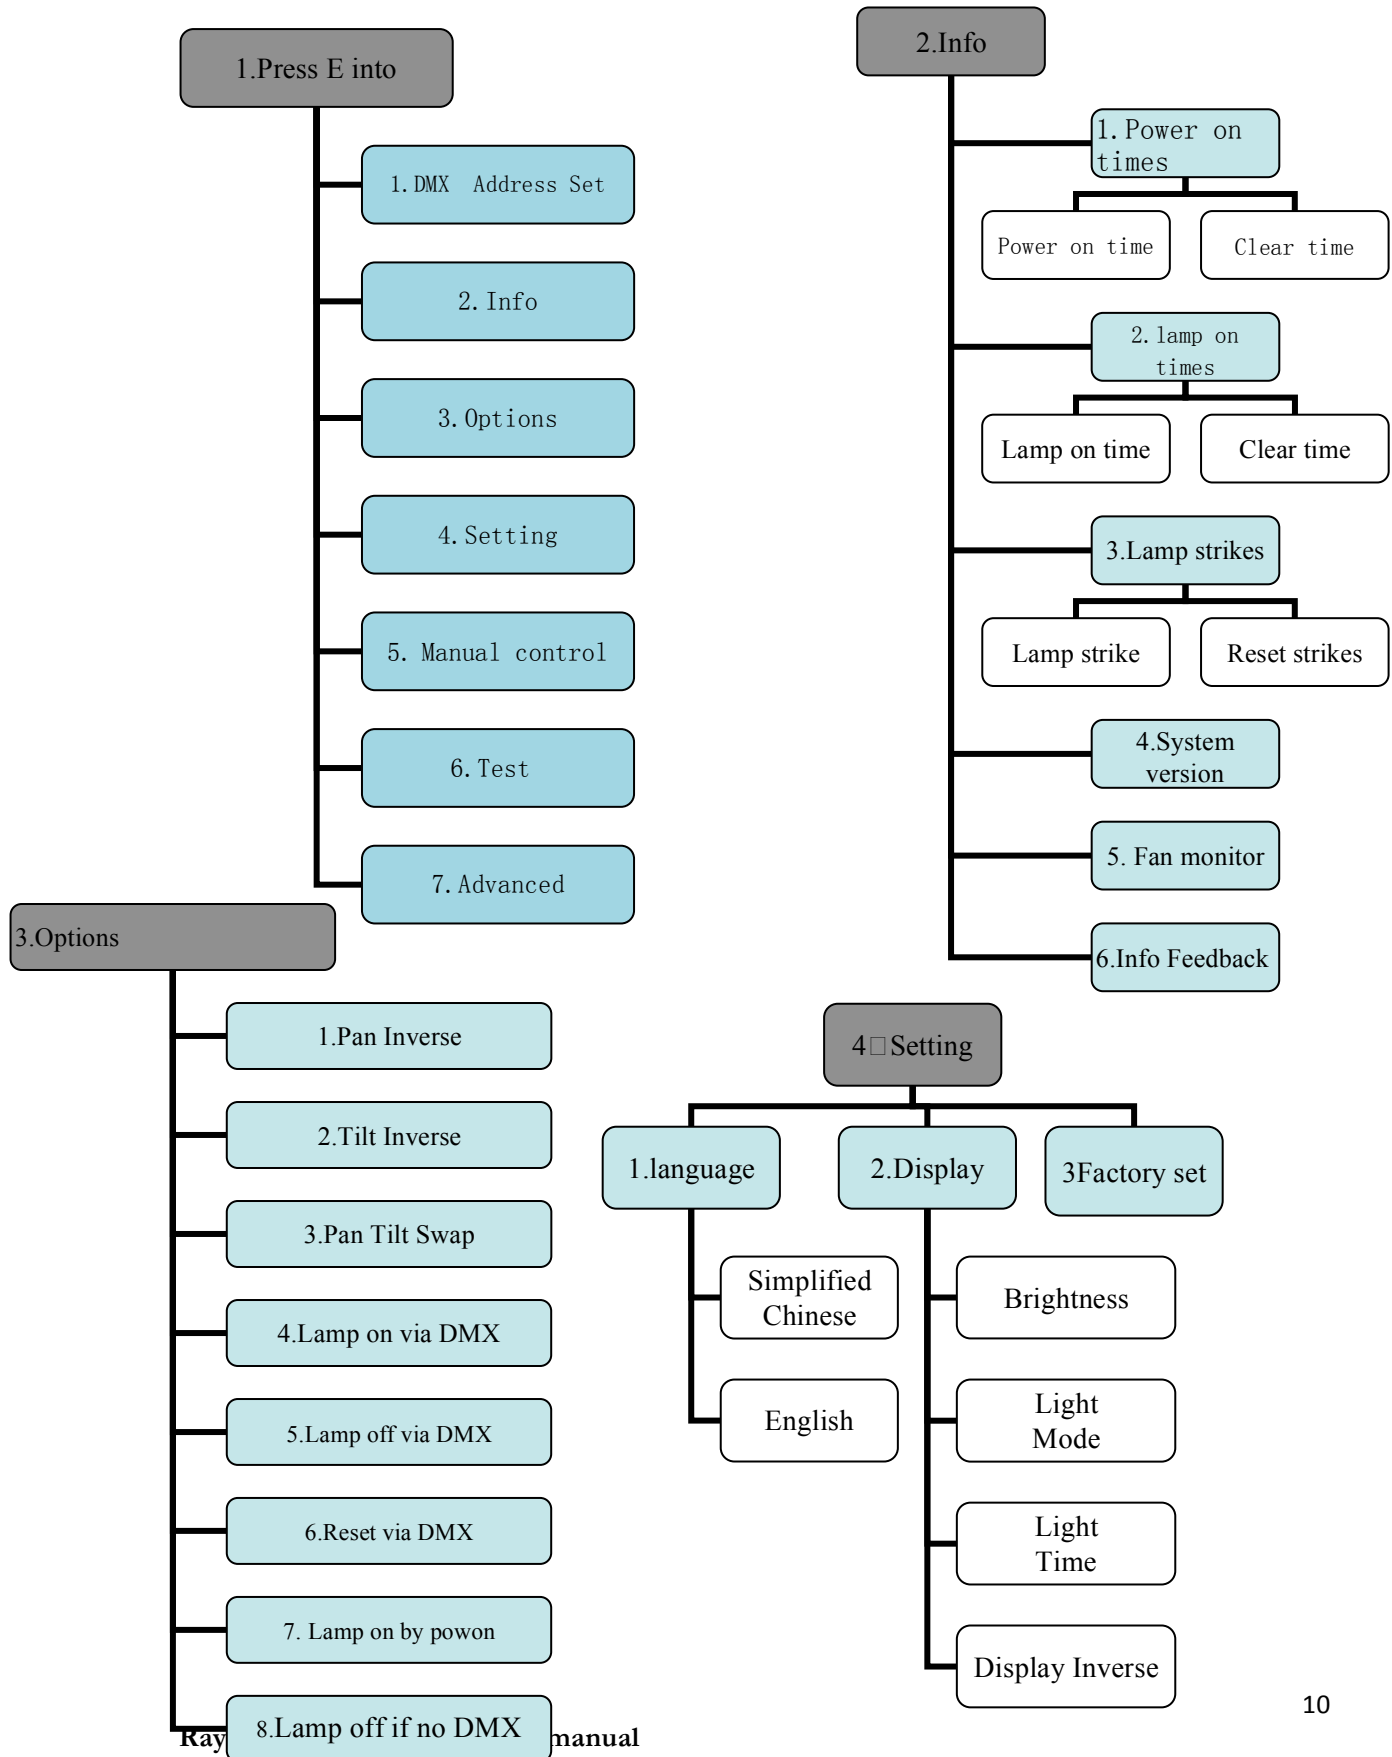 1.Press E into
1.DMX Address Set
2.Info
3.Options
4.Setting
5. Manual control
6.Test
7.Advanced
2.Info
1.Power on
times
Power on time
Clear time
2.lamp on
times
Lamp on time
Clear time
3.Lamp strikes
Lamp strike
Reset strikes
4.System
version
5. Fan monitor
6.Info Feedback
3.Options
1.Pan Inverse
2.Tilt Inverse
3.Pan Tilt Swap
4.Lamp on via DMX
5.Lamp off via DMX
6.Reset via DMX
7. Lamp on by powon
8.Lamp off if no DMX
4□Setting
1.language
Simplified
Chinese
English
2.Display
Brightness
Light
Mode
Light
Time
Display Inverse
3Factory set
10
Ray manual